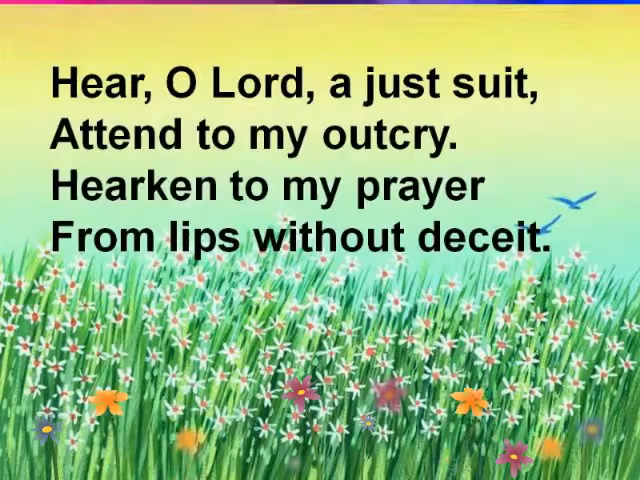 Hear, O Lord, a just suit,
Attend to my outcry.
Hearken to my prayer
From lips without deceit.